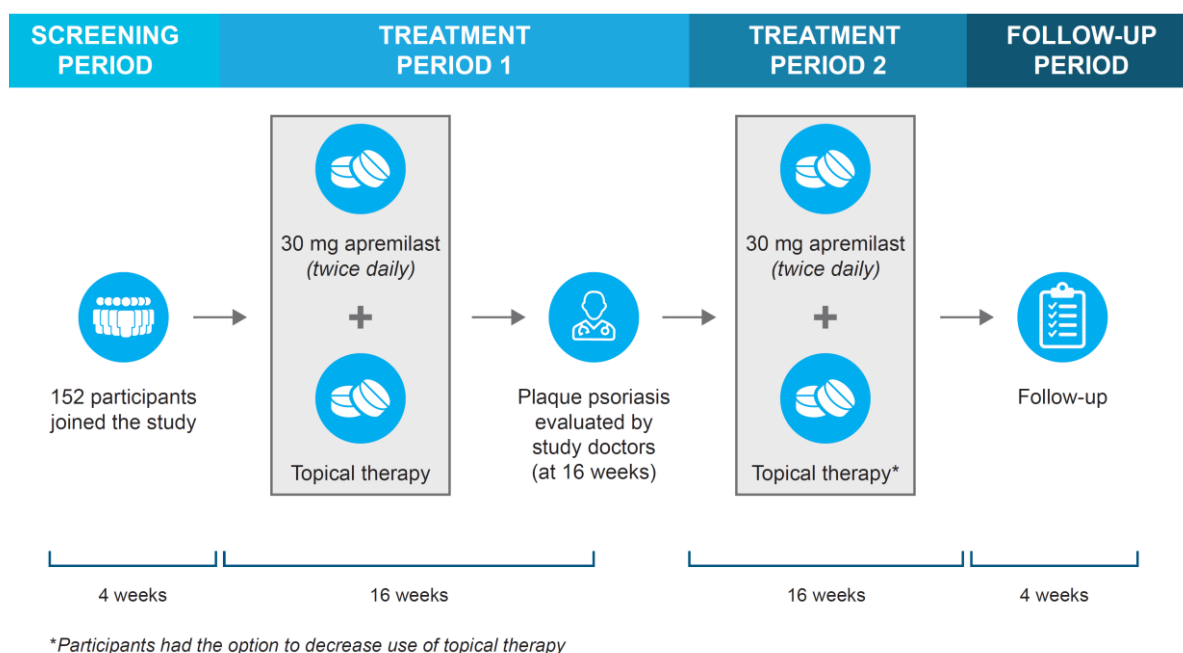 SCREENING
PERIOD
TREATMENT
PERIOD 1
TREATMENT
PERIOD 2
FOLLOW-UP
PERIOD
152 participants
joined the study
30 mg apremilast
(twice daily)
+
Topical therapy
Plaque psoriasis
evaluated by
study doctors
(at 16 weeks)
30 mg apremilast
(twice daily)
+
Topical therapy*
Follow-up
4 weeks
16 weeks
16 weeks
4 weeks
*Participants had the option to decrease use of topical therapy